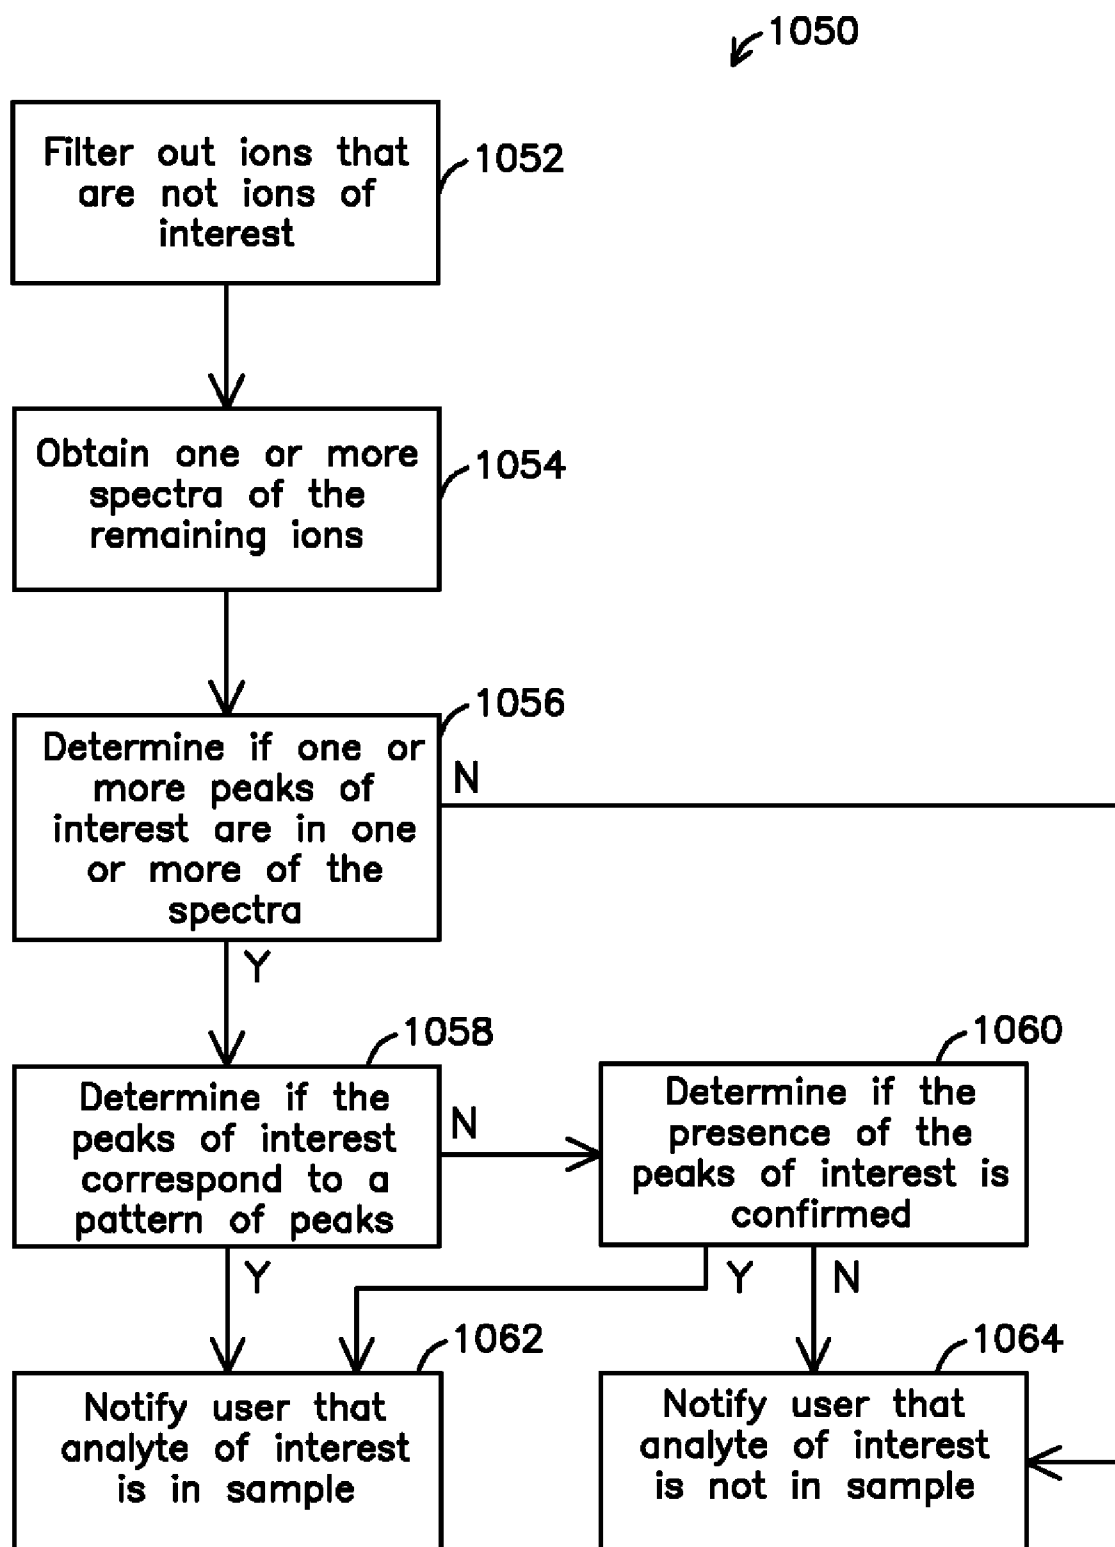 1050
Filter out ions that
are not ions of
interest
1052
Obtain one or more
spectra of the
remaining ions
1054
1056
Determine if one or
more peaks of
interest are in one
or more of the
spectra
N
Y
1058
Determine if the
peaks of interest
correspond to a
pattern of peaks
N
1060
Determine if the
presence of the
peaks of interest is
confirmed
Y
Y
N
1062
Notify user that
analyte of interest
is in sample
1064
Notify user that
analyte of interest
is not in sample